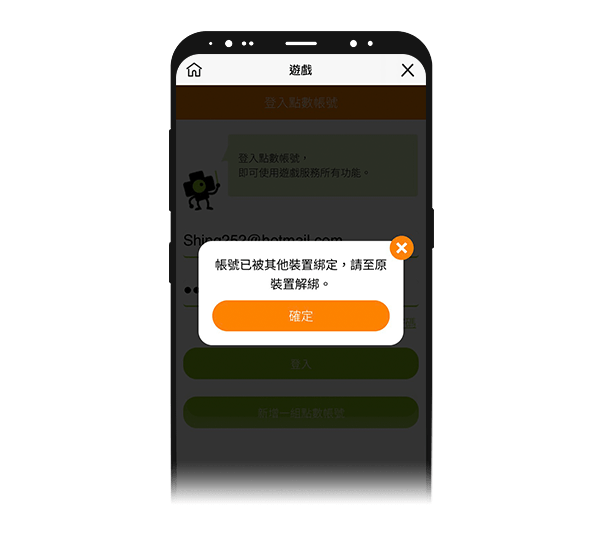 遊戲
登入點數帳號
登入點數帳號，
即可使用遊戲服務所有功能。
Shing252@hotmail.com
帳號已被其他裝置綁定，請至原
裝置解綁。
確定
登入
新增一組點數帳號